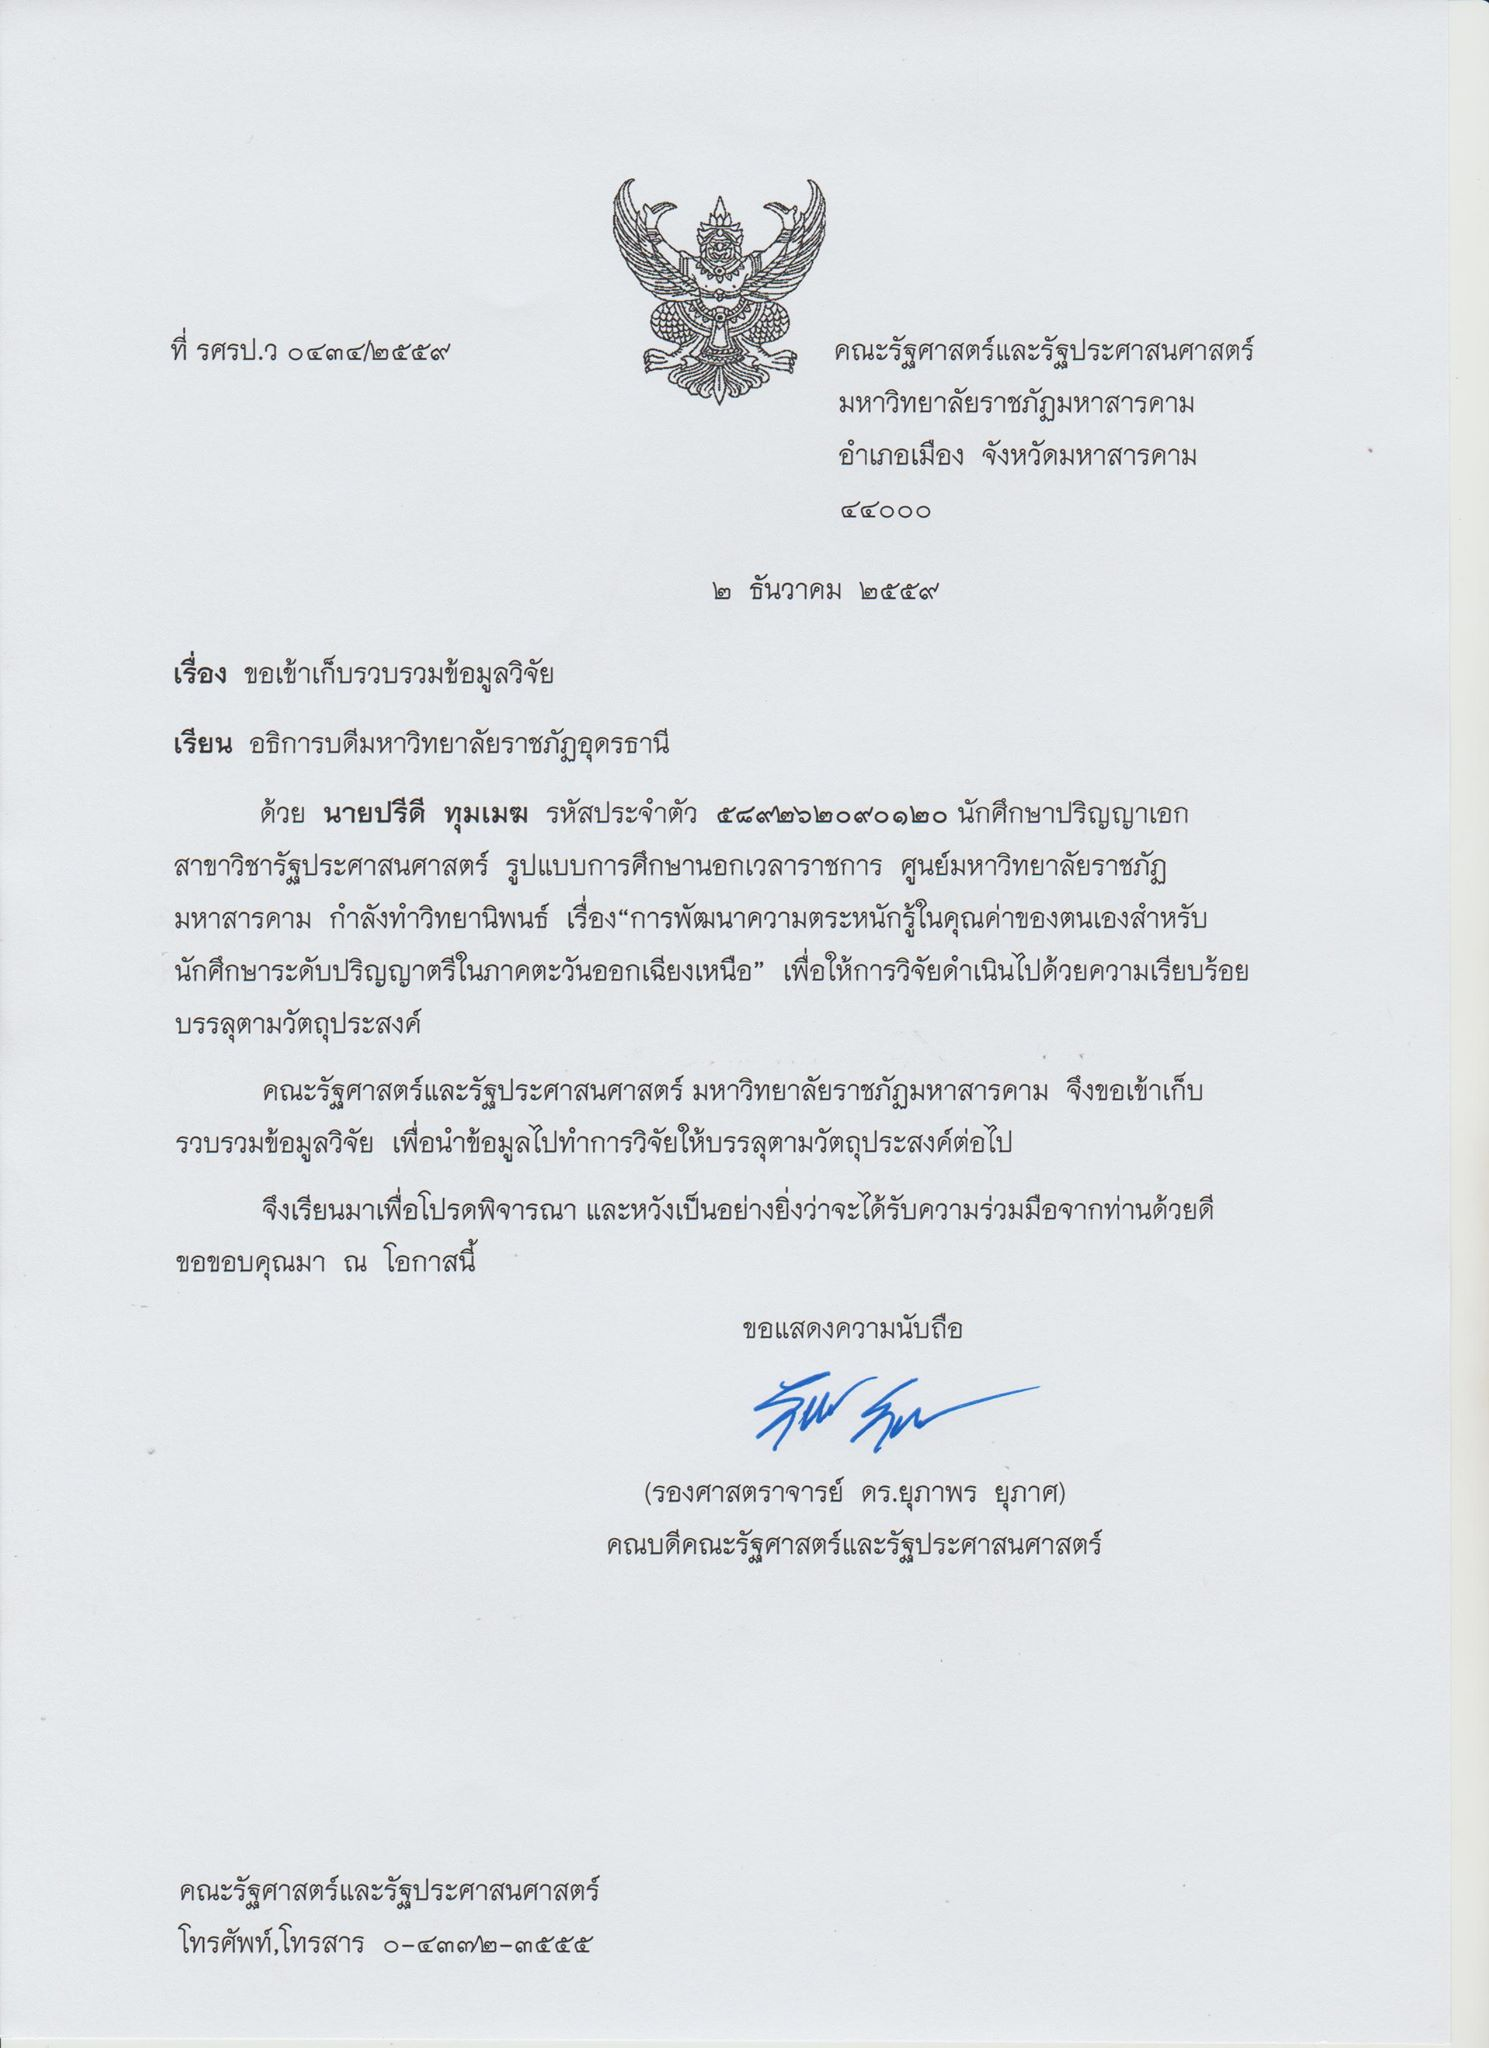 ที่ รศรป.ว ๐๔๓๔/๒๕๕๙
คณะรัฐศาสตร์และรัฐประศาสนศาสตร์
มหาวิทยาลัยราชภัฏมหาสารคาม
อำเภอเมือง จังหวัดมหาสารคาม
๔๔๐๐๐
๒ ธันวาคม ๒๕๕๙
เรื่อง ขอเข้าเก็บรวบรวมข้อมูลวิจัย
เรียน อธิการบดีมหาวิทยาลัยราชภัฏอุดรธานี
ด้วย นายปรีดี ทุมเมฆ รหัสประจำตัว ๕๘๙๒๖๒๐๙๐๑๒๐ นักศึกษาปริญญาเอก
สาขาวิชารัฐประศาสนศาสตร์ รูปแบบการศึกษานอกเวลาราชการ ศูนย์มหาวิทยาลัยราชภัฏ
มหาสารคาม กำลังทำวิทยานิพนธ์ เรื่อง“การพัฒนาความตระหนักรู้ในคุณค่าของตนเองสำหรับ
นักศึกษาระดับปริญญาตรีในภาคตะวันออกเฉียงเหนือ” เพื่อให้การวิจัยดำเนินไปด้วยความเรียบร้อย
บรรลุตามวัตถุประสงค์
คณะรัฐศาสตร์และรัฐประศาสนศาสตร์ มหาวิทยาลัยราชภัฏมหาสารคาม จึงขอเข้าเก็บ
รวบรวมข้อมูลวิจัย เพื่อนำข้อมูลไปทำการวิจัยให้บรรลุตามวัตถุประสงค์ต่อไป
จึงเรียนมาเพื่อโปรดพิจารณา และหวังเป็นอย่างยิ่งว่าจะได้รับความร่วมมือจากท่านด้วยดี
ขอขอบคุณมา ณ โอกาสนี้
ขอแสดงความนับถือ
(รองศาสตราจารย์ ดร.ยุภาพร ยุภาศ)
คณบดีคณะรัฐศาสตร์และรัฐประศาสนศาสตร์
คณะรัฐศาสตร์และรัฐประศาสนศาสตร์
โทรศัพท์,โทรสาร ๐-๔๓๗๒-๓๕๕๕